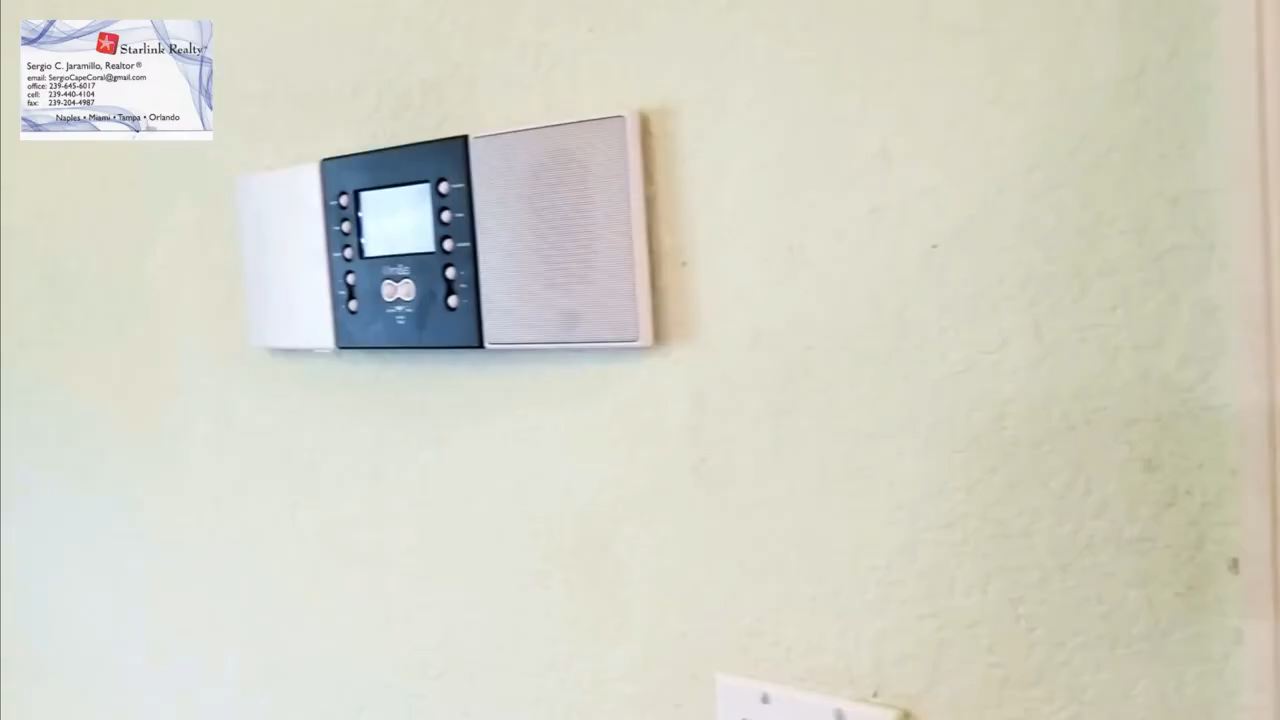 Starlink Realty
Sergio C. Jaramillo, Realtor®
email: SergioCapeCoral@gmail.com
office: 239-645-6017
cell: 239-440-4104
fax: 239-204-4987
Naples • Miami • Tampa • Orlando